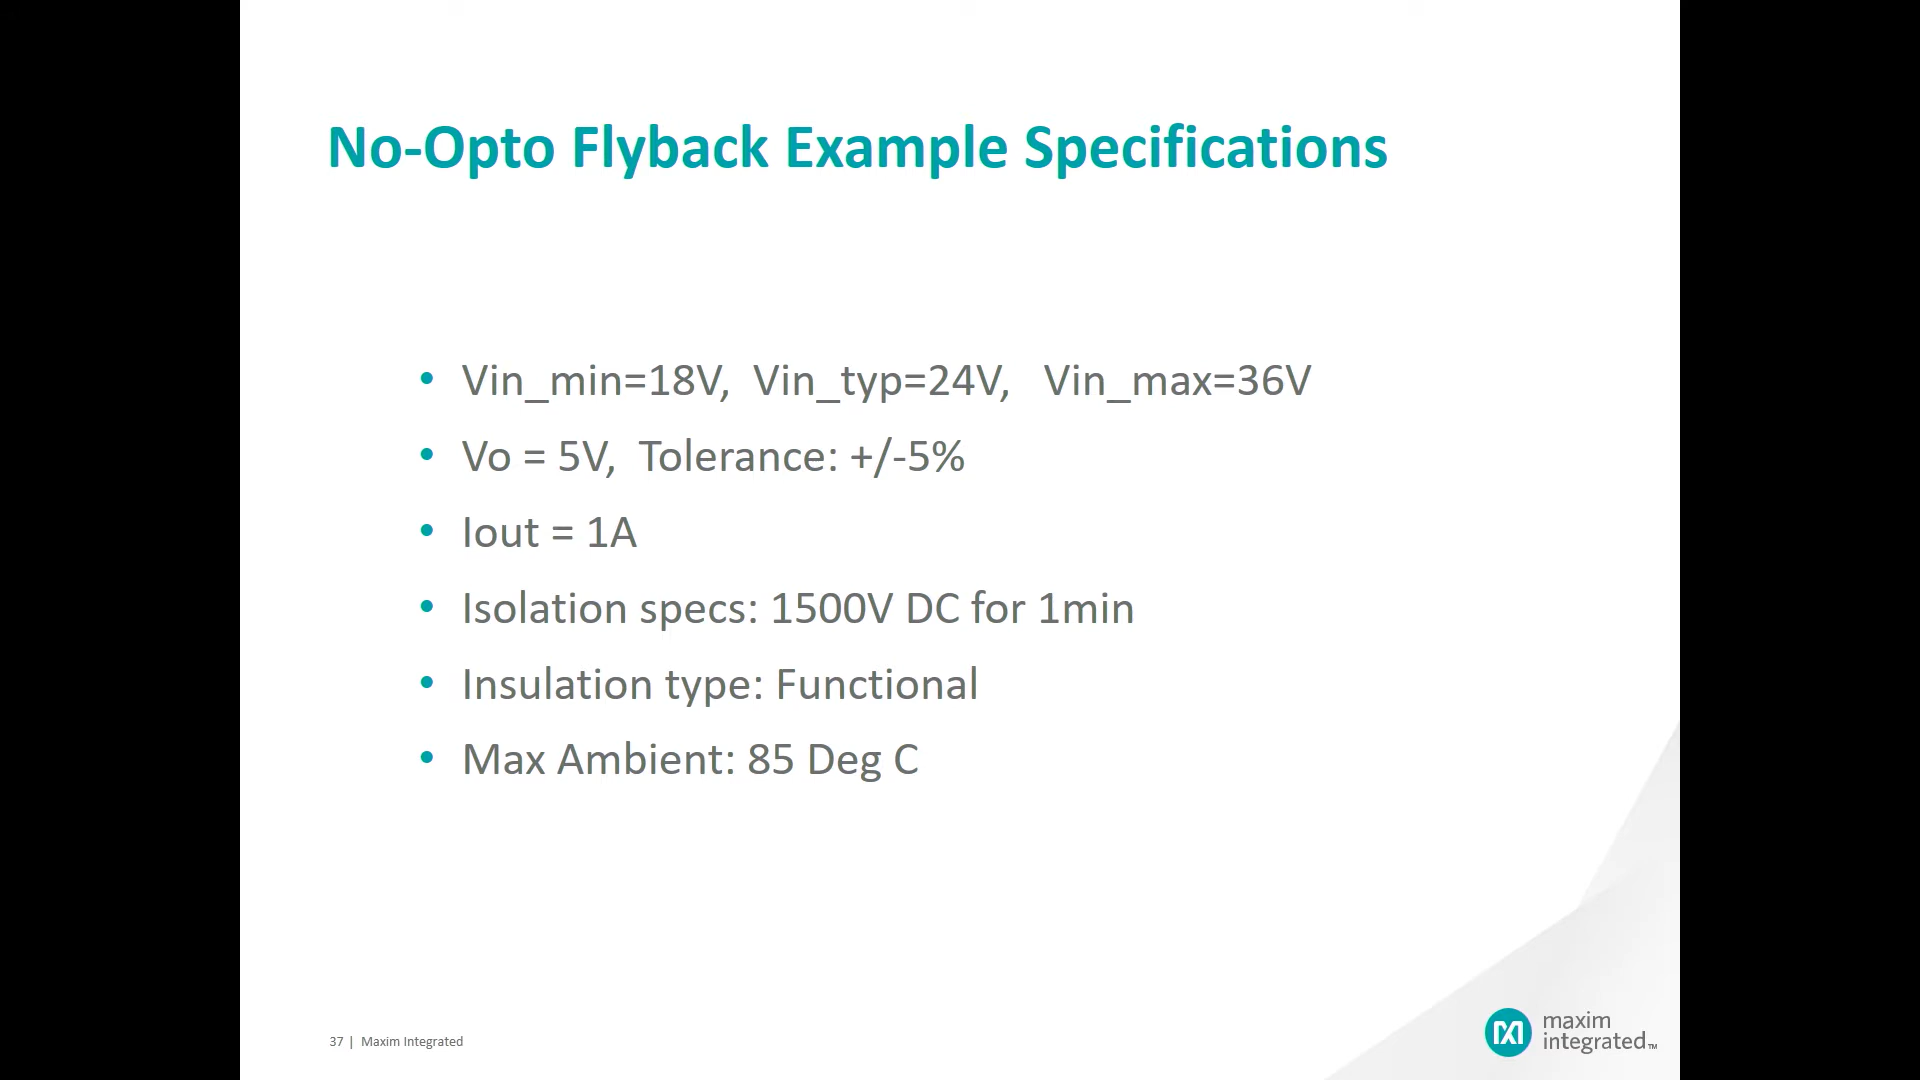 No-Opto Flyback Example Specifications
• Vin_min=18V, Vin_typ=24V, Vin_max=36V
• Vo = 5V, Tolerance: +/-5%
• Iout = 1A
• Isolation specs: 1500V DC for 1min
• Insulation type: Functional
• Max Ambient: 85 Deg C
37 | Maxim Integrated
maxim
integrated™